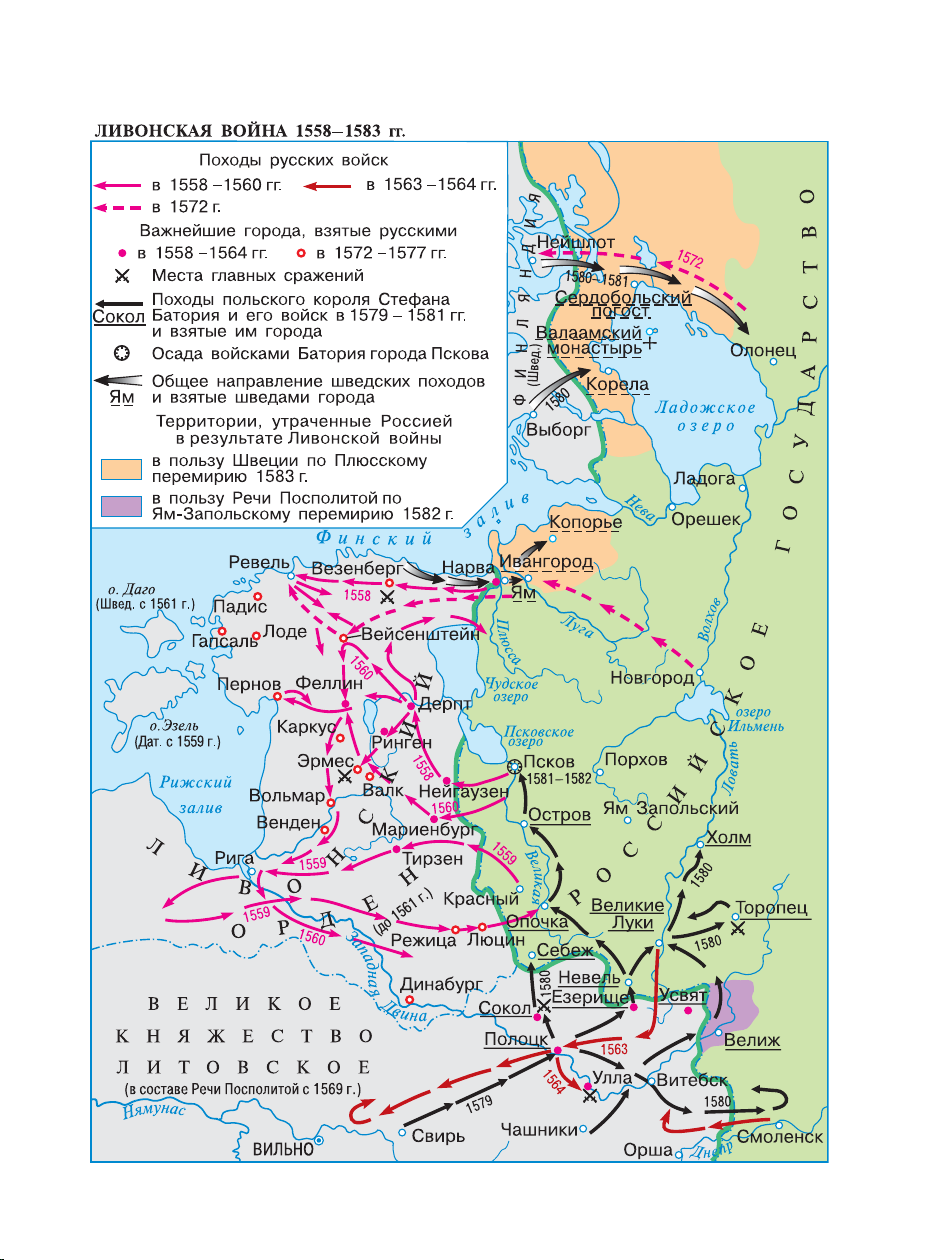 ЛИВОНСКАЯ ВОЙНА 1558–1583 гг.
Походы русских войск
в 1558 –1560 гг.
в 1563 –1564 гг.
в 1572 г.
Важнейшие города, взятые русскими
в 1558 –1564 гг.
в 1572 –1577 гг.
Места главных сражений
Походы польского короля Стефана
Сокол Батория и его войск в 1579 – 1581 гг.
и взятые им города
Осада войсками Батория города Пскова
Общее направление шведских походов
Ям и взятые шведами города
Территории, утраченные Россией
в результате Ливонской войны
в пользу Швеции по Плюсскому
перемирию 1583 г.
в пользу Речи Посполитой по
Ям-Запольскому перемирию 1582 г.
ФИНЛЯНДИЯ
(Швед.)
Нейшлот
1572
1580–1581
Сердобольский
погост
Валаамский
монастырь
Олонец
Корела
1580
Ладожское
озеро
Выборг
Ладога
Нева
Орешек
Копорье
Финский залив
РОССИЙСКОЕ ГОСУДАРСТВО
Ревель
Везенберг
Нарва
Ивангород
Ям
1558
о. Даго
(Швед. с 1561 г.)
Падис
Гапсаль
Лоде
Вейсенштейн
Плюсса
Луга
Волхов
1560
Новгород
Пернов
Феллин
Дерпт
Чудское
озеро
озеро
Ильмень
о.Эзель
(Дат. с 1559 г.)
Каркус
Ринген
Псковское
озеро
Ловать
Эрмес
Валк
1558
Нейгаузен
Псков
1581–1582
Порхов
Рижский
залив
Вольмар
1560
Ям Запольский
Венден
Мариенбург
Остров
Холм
Рига
1559
Тирзен
1559
Великая
1580
ЛИВОНСКИЙ
ОРДЕН
(до 1561 г.)
Красный
Опочка
Великие
Луки
Торопец
1559
1560
Режица
Люцин
1580
Западная
Двина
Себеж
1580
Невель
Динабург
Сокол
Езерище
Усвят
ВЕЛИКОЕ
КНЯЖЕСТВО
ЛИТОВСКОЕ
(в составе Речи Посполитой с 1569 г.)
Полоцк
1563
Велиж
1564
Улла
Витебск
1579
1580
Нямунас
Свирь
Чашники
Смоленск
ВИЛЬНО
Орша
Днепр